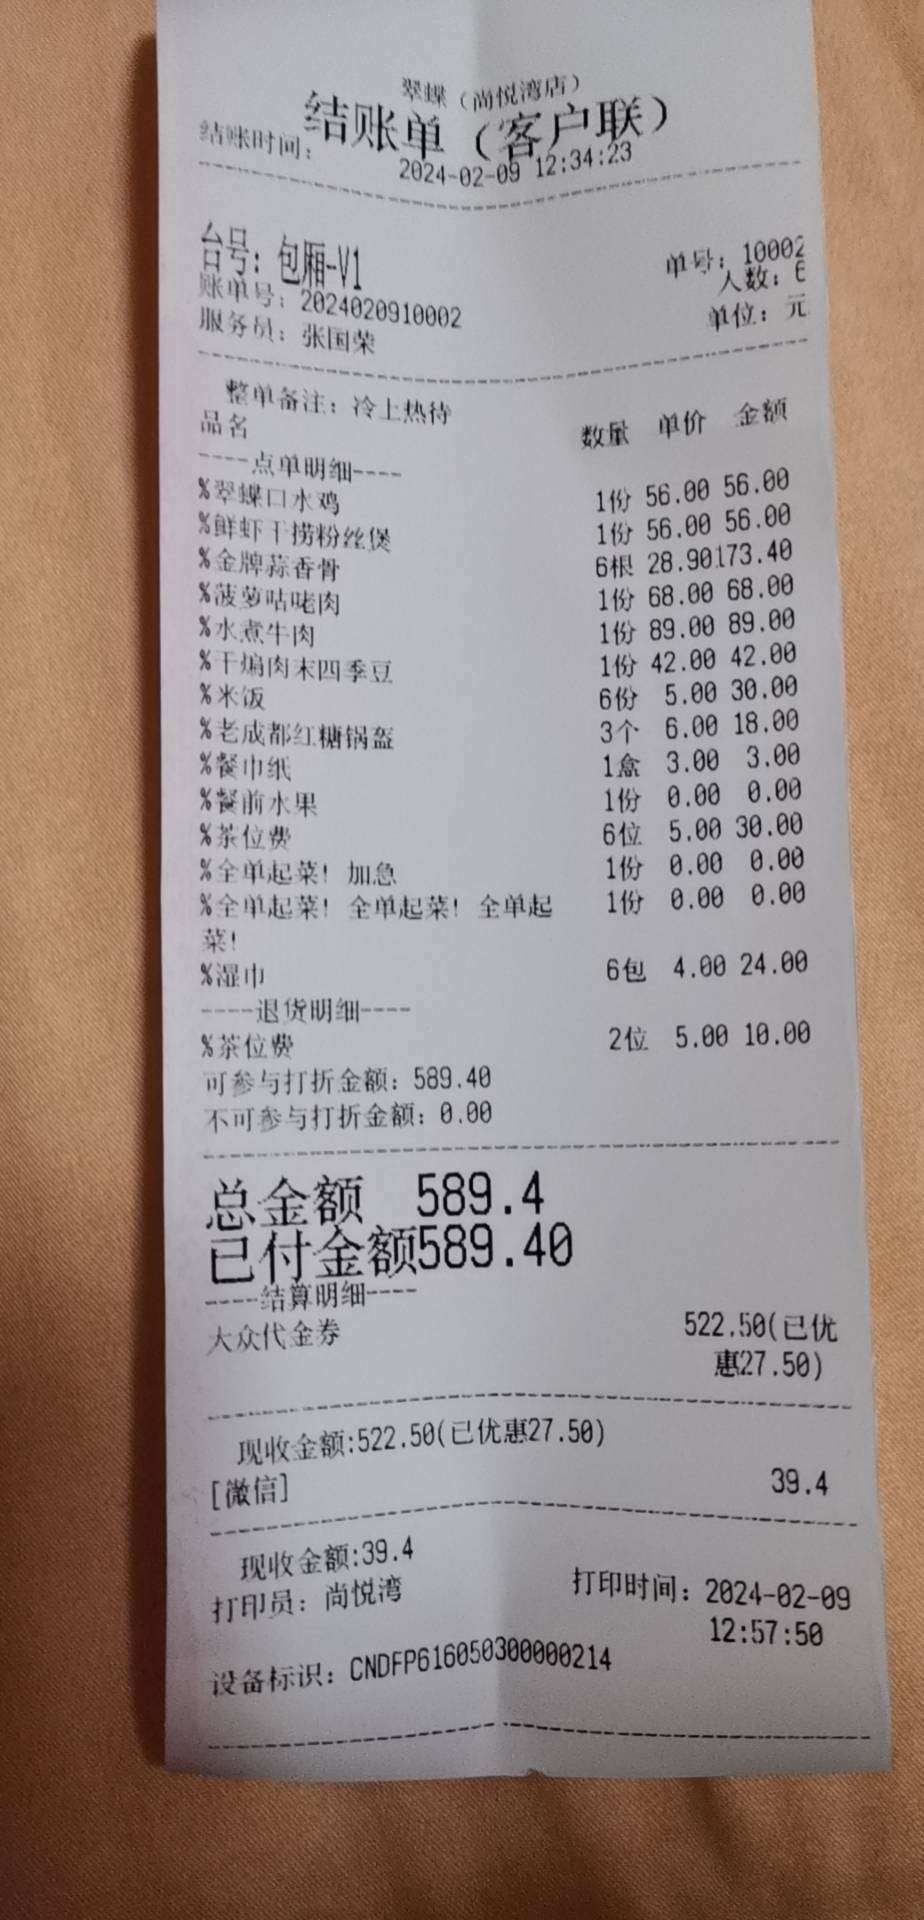 翠蝶（尚悦湾店）
结账单（客户联）
结账时间：2024-02-09 12:34:23
台号：包厢-V1 单号：10002
人数：6
账单号：2024020910002
服务员：张国荣 单位：元
整单备注：冷上热待
品名 数量 单价 金额
----点单明细----
%翠蝶口水鸡 1份 56.00 56.00
%鲜虾干捞粉丝煲 1份 56.00 56.00
%金牌蒜香骨 6根 28.90173.40
%菠萝咕咾肉 1份 68.00 68.00
%水煮牛肉 1份 89.00 89.00
%干煸肉末四季豆 1份 42.00 42.00
%米饭 6份 5.00 30.00
%老成都红糖锅盔 3个 6.00 18.00
%餐巾纸 1盒 3.00 3.00
%餐前水果 1份 0.00 0.00
%茶位费 6位 5.00 30.00
%全单起菜！加急 1份 0.00 0.00
%全单起菜！全单起菜！全单起 1份 0.00 0.00
菜！
%湿巾 6包 4.00 24.00
----退货明细----
%茶位费 2位 5.00 10.00
可参与打折金额：589.40
不可参与打折金额：0.00
总金额 589.4
已付金额589.40
----结算明细----
大众代金券 522.50(已优
惠27.50)
现收金额:522.50(已优惠27.50)
[微信] 39.4
现收金额:39.4
打印员：尚悦湾 打印时间：2024-02-09
12:57:50
设备标识：CNDFP616050300000214